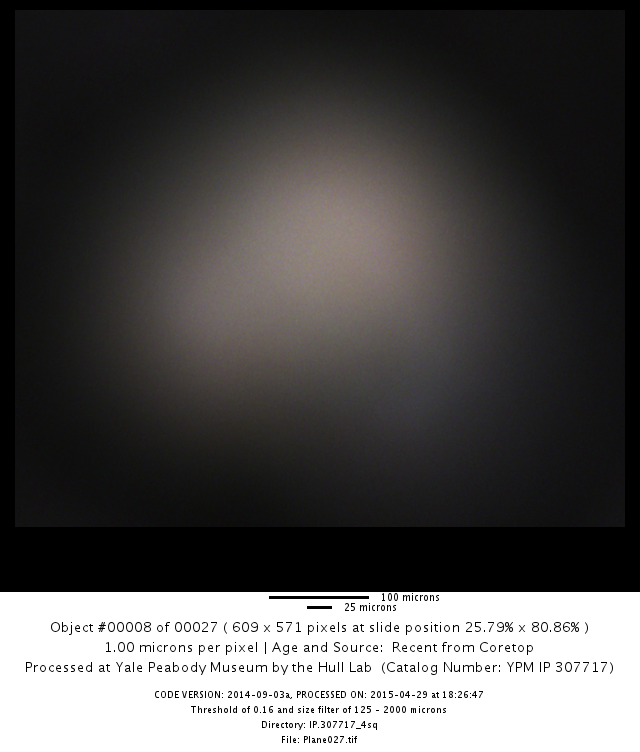 100 microns
25 microns
Object #00008 of 00027 ( 609 x 571 pixels at slide position 25.79% x 80.86% )
1.00 microns per pixel | Age and Source:  Recent from Coretop
Processed at Yale Peabody Museum by the Hull Lab  (Catalog Number: YPM IP 307717)
CODE VERSION: 2014-09-03a, PROCESSED ON: 2015-04-29 at 18:26:47
Threshold of 0.16 and size filter of 125 - 2000 microns
Directory: IP.307717_4sq
File: Plane027.tif